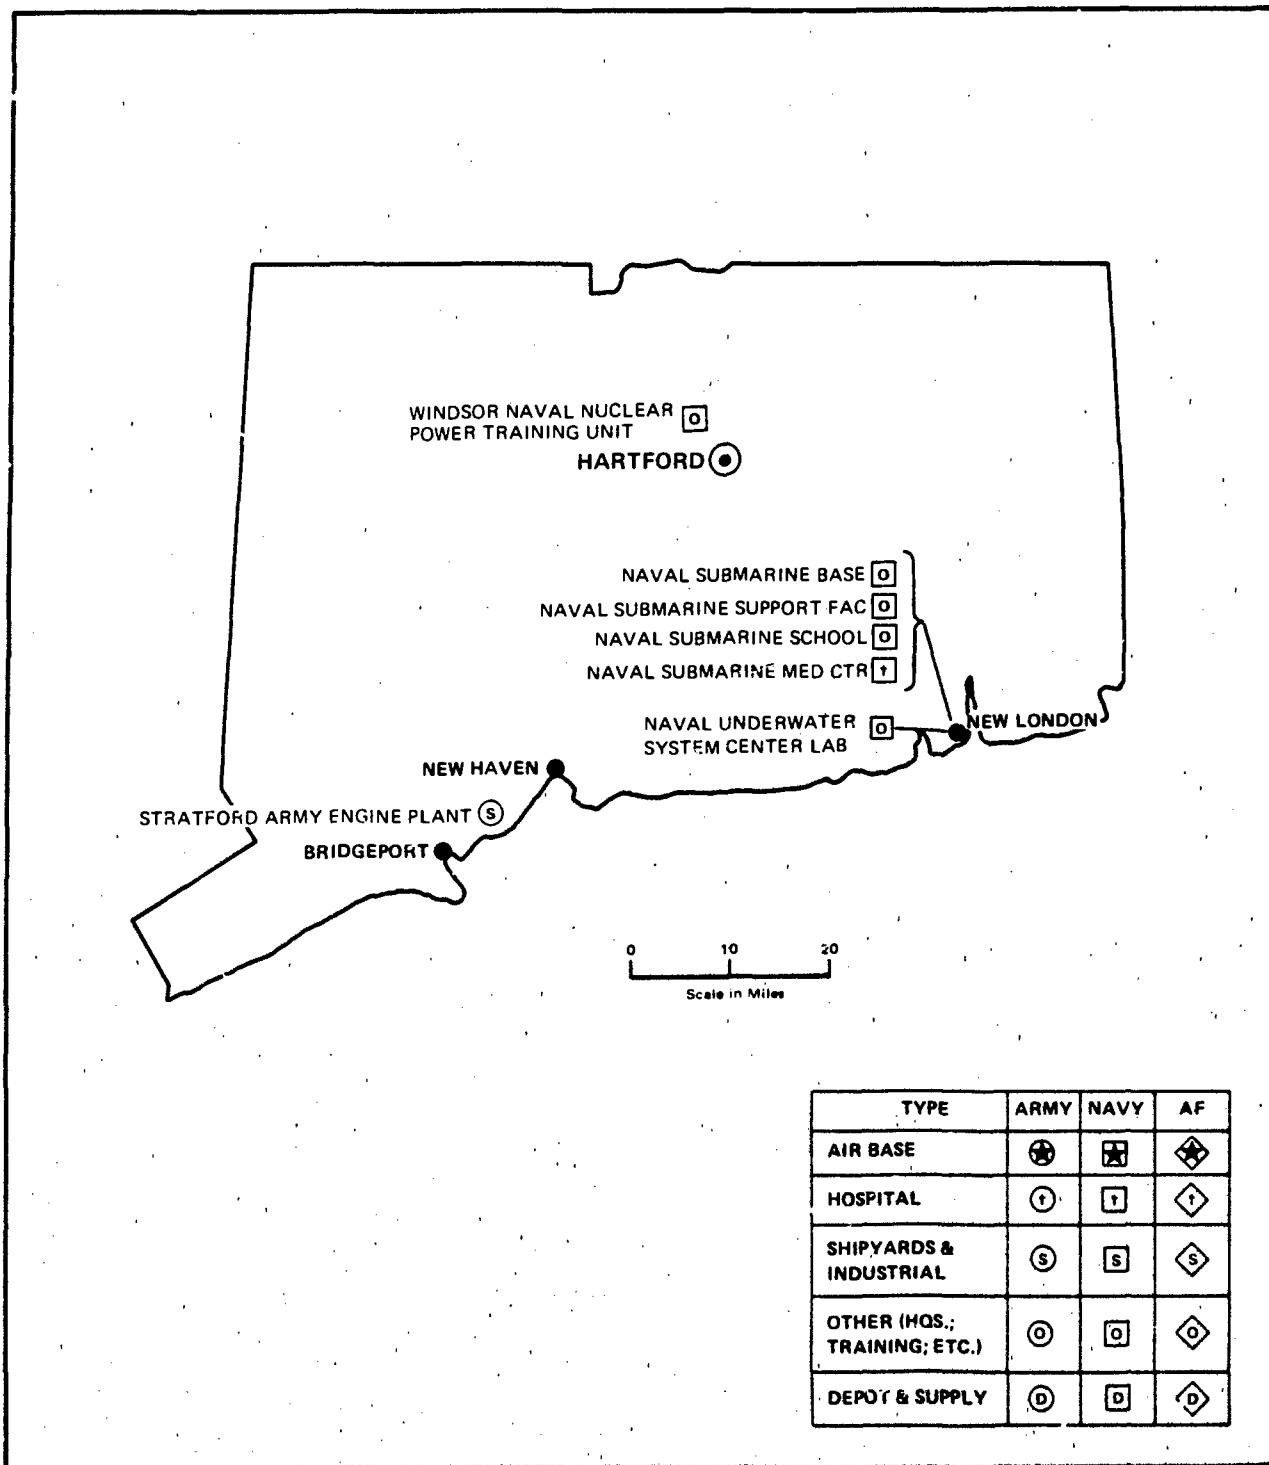 WINDSOR NAVAL NUCLEAR O
POWER TRAINING UNIT
HARTFORD
NAVAL SUBMARINE BASE O
NAVAL SUBMARINE SUPPORT FAC O
NAVAL SUBMARINE SCHOOL O
NAVAL SUBMARINE MED CTR †
NAVAL UNDERWATER O
SYSTEM CENTER LAB
NEW LONDON
NEW HAVEN
STRATFORD ARMY ENGINE PLANT S
BRIDGEPORT
0 10 20
Scale in Miles
TYPE ARMY NAVY AF
AIR BASE
HOSPITAL † † †
SHIPYARDS &
INDUSTRIAL S S S
OTHER (HQS.;
TRAINING; ETC.) O O O
DEPOT & SUPPLY D D D